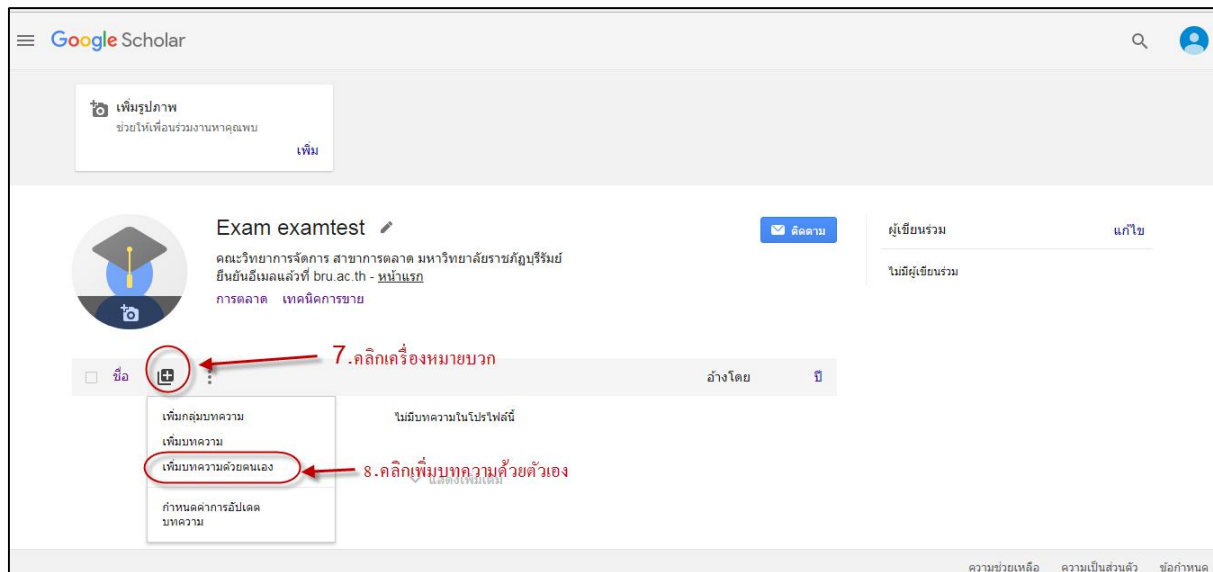 Google Scholar
เพิ่มรูปภาพ
ช่วยให้เพื่อนร่วมงานหาคุณพบ
เพิ่ม
Exam examtest
ติดตาม
คณะวิทยาการจัดการ สาขาการตลาด มหาวิทยาลัยราชภัฏบุรีรัมย์
ยืนยันอีเมลแล้วที่ bru.ac.th - หน้าแรก
การตลาด เทคนิคการขาย
ผู้เขียนร่วม แก้ไข
ไม่มีผู้เขียนร่วม
7.คลิกเครื่องหมายบวก
ชื่อ อ้างโดย ปี
เพิ่มกลุ่มบทความ
ไม่มีบทความในโปรไฟล์นี้
เพิ่มบทความ
เพิ่มบทความด้วยตนเอง
8.คลิกเพิ่มบทความด้วยตัวเอง
แสดงเพิ่มเติม
กำหนดค่าการอัปเดต
บทความ
ความช่วยเหลือ ความเป็นส่วนตัว ข้อกำหนด